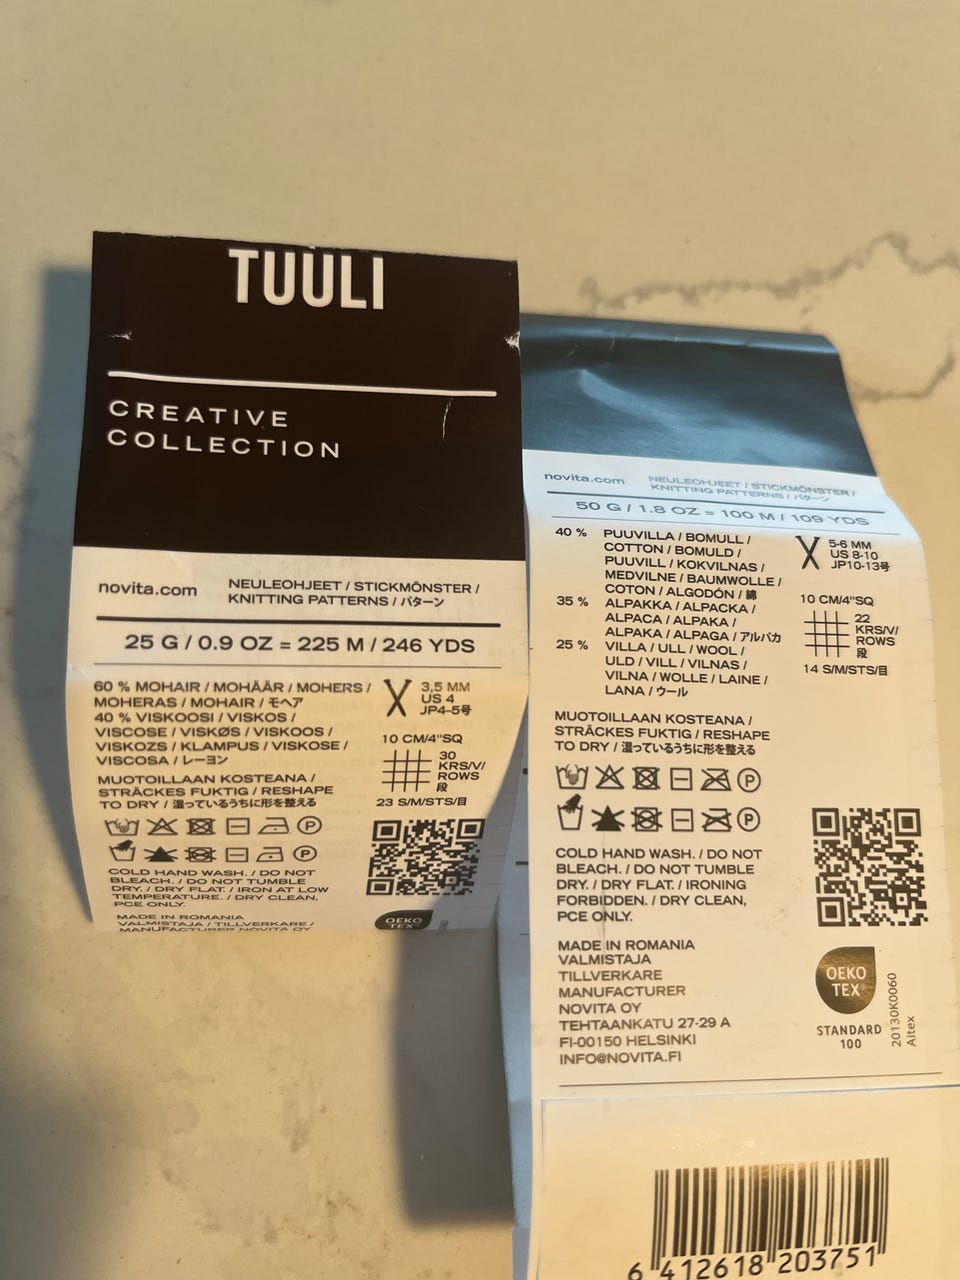 TUULI
CREATIVE
COLLECTION
novita.com
NEULEOHJEET / STICKMÖNSTER /
KNITTING PATTERNS / パターン
25 G / 0.9 OZ = 225 M / 246 YDS
60 % MOHAIR / MOHÄÄR / MOHERS /
MOHERAS / MOHAIR / モヘア
40 % VISKOOSI / VISKOS /
VISCOSE / VISKØS / VISKOOS /
VISKOZS / KLAMPUS / VISKOSE /
VISCOSA / レーヨン
3,5 MM
US 4
JP4-5号
10 CM/4"SQ
30
KRS/V/
ROWS
段
23 S/M/STS/目
MUOTOILLAAN KOSTEANA /
STRÄCKES FUKTIG / RESHAPE
TO DRY / 湿っているうちに形を整える
P
P
COLD HAND WASH. / DO NOT
BLEACH. / DO NOT TUMBLE
DRY. / DRY FLAT. / IRON AT LOW
TEMPERATURE. / DRY CLEAN,
PCE ONLY.
MADE IN ROMANIA
VALMISTAJA / TILLVERKARE /
MANUFACTURER NOVITA OY
OEKO
TEX®
novita.com
NEULEOHJEET / STICKMÖNSTER /
KNITTING PATTERNS / パターン
50 G / 1.8 OZ = 100 M / 109 YDS
40 % PUUVILLA / BOMULL /
COTTON / BOMULD /
PUUVILL / KOKVILNAS /
MEDVILNE / BAUMWOLLE /
COTON / ALGODÓN / 綿
35 % ALPAKKA / ALPACKA /
ALPACA / ALPAKA /
ALPAKA / ALPAGA / アルパカ
25 % VILLA / ULL / WOOL /
ULD / VILL / VILNAS /
VILNA / WOLLE / LAINE /
LANA / ウール
5-6 MM
US 8-10
JP10-13号
10 CM/4"SQ
22
KRS/V/
ROWS
段
14 S/M/STS/目
MUOTOILLAAN KOSTEANA /
STRÄCKES FUKTIG / RESHAPE
TO DRY / 湿っているうちに形を整える
P
P
COLD HAND WASH. / DO NOT
BLEACH. / DO NOT TUMBLE
DRY. / DRY FLAT. / IRONING
FORBIDDEN. / DRY CLEAN,
PCE ONLY.
MADE IN ROMANIA
VALMISTAJA
TILLVERKARE
MANUFACTURER
NOVITA OY
TEHTAANKATU 27-29 A
FI-00150 HELSINKI
INFO@NOVITA.FI
OEKO
TEX®
STANDARD
100
20130K0060
Aitex
6 412618 203751